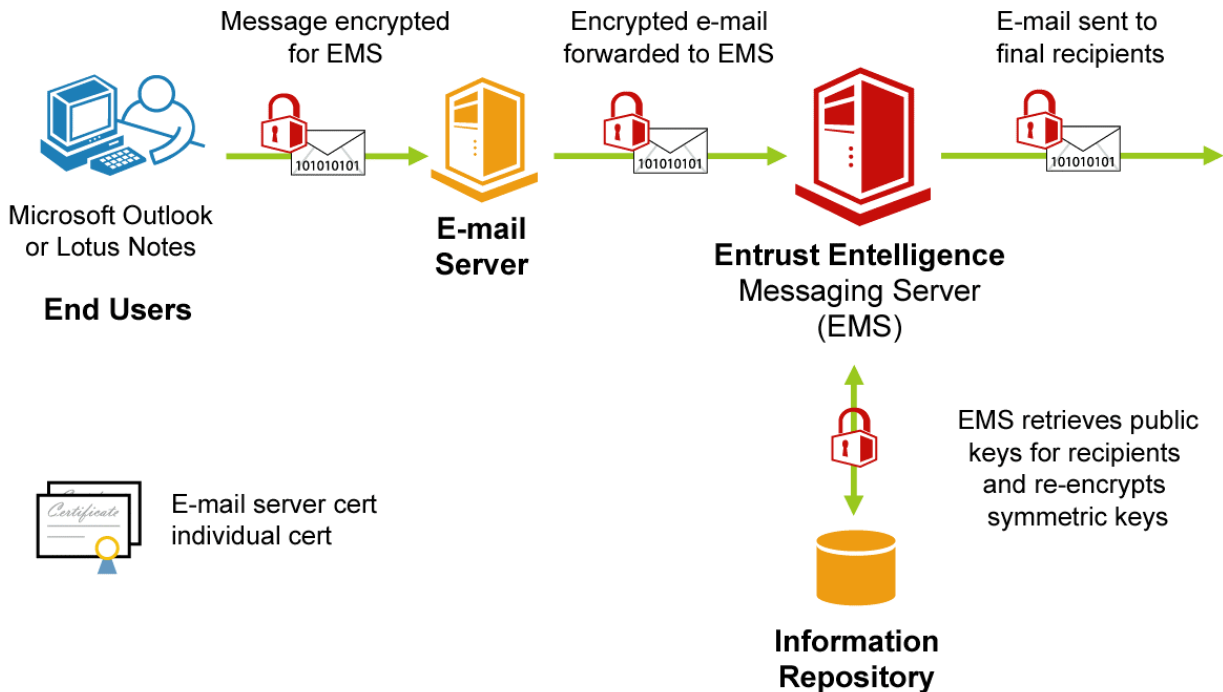 Message encrypted
for EMS
Encrypted e-mail
forwarded to EMS
E-mail sent to
final recipients
101010101
101010101
101010101
Microsoft Outlook
or Lotus Notes
End Users
E-mail
Server
Entrust Entelligence
Messaging Server
(EMS)
EMS retrieves public
keys for recipients
and re-encrypts
symmetric keys
Certificate
E-mail server cert
individual cert
Information
Repository